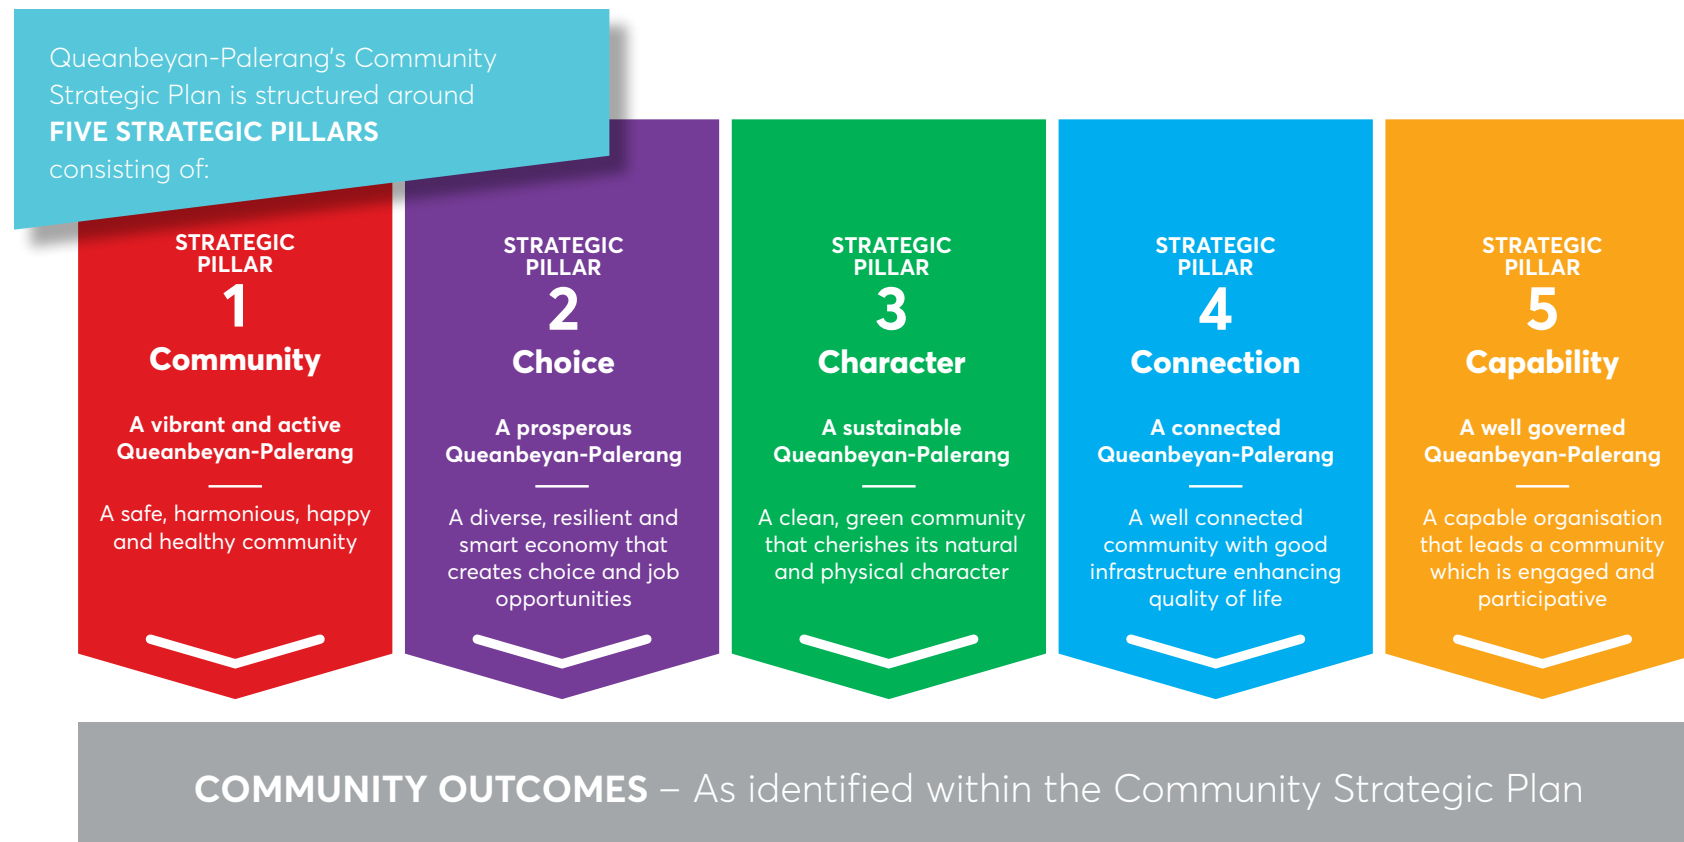 Queanbeyan-Palerang's Community
Strategic Plan is structured around
FIVE STRATEGIC PILLARS
consisting of:
STRATEGIC
PILLAR
1
Community
A vibrant and active
Queanbeyan-Palerang
A safe, harmonious, happy
and healthy community
STRATEGIC
PILLAR
2
Choice
A prosperous
Queanbeyan-Palerang
A diverse, resilient and
smart economy that
creates choice and job
opportunities
STRATEGIC
PILLAR
3
Character
A sustainable
Queanbeyan-Palerang
A clean, green community
that cherishes its natural
and physical character
STRATEGIC
PILLAR
4
Connection
A connected
Queanbeyan-Palerang
A well connected
community with good
infrastructure enhancing
quality of life
STRATEGIC
PILLAR
5
Capability
A well governed
Queanbeyan-Palerang
A capable organisation
that leads a community
which is engaged and
participative
COMMUNITY OUTCOMES – As identified within the Community Strategic Plan